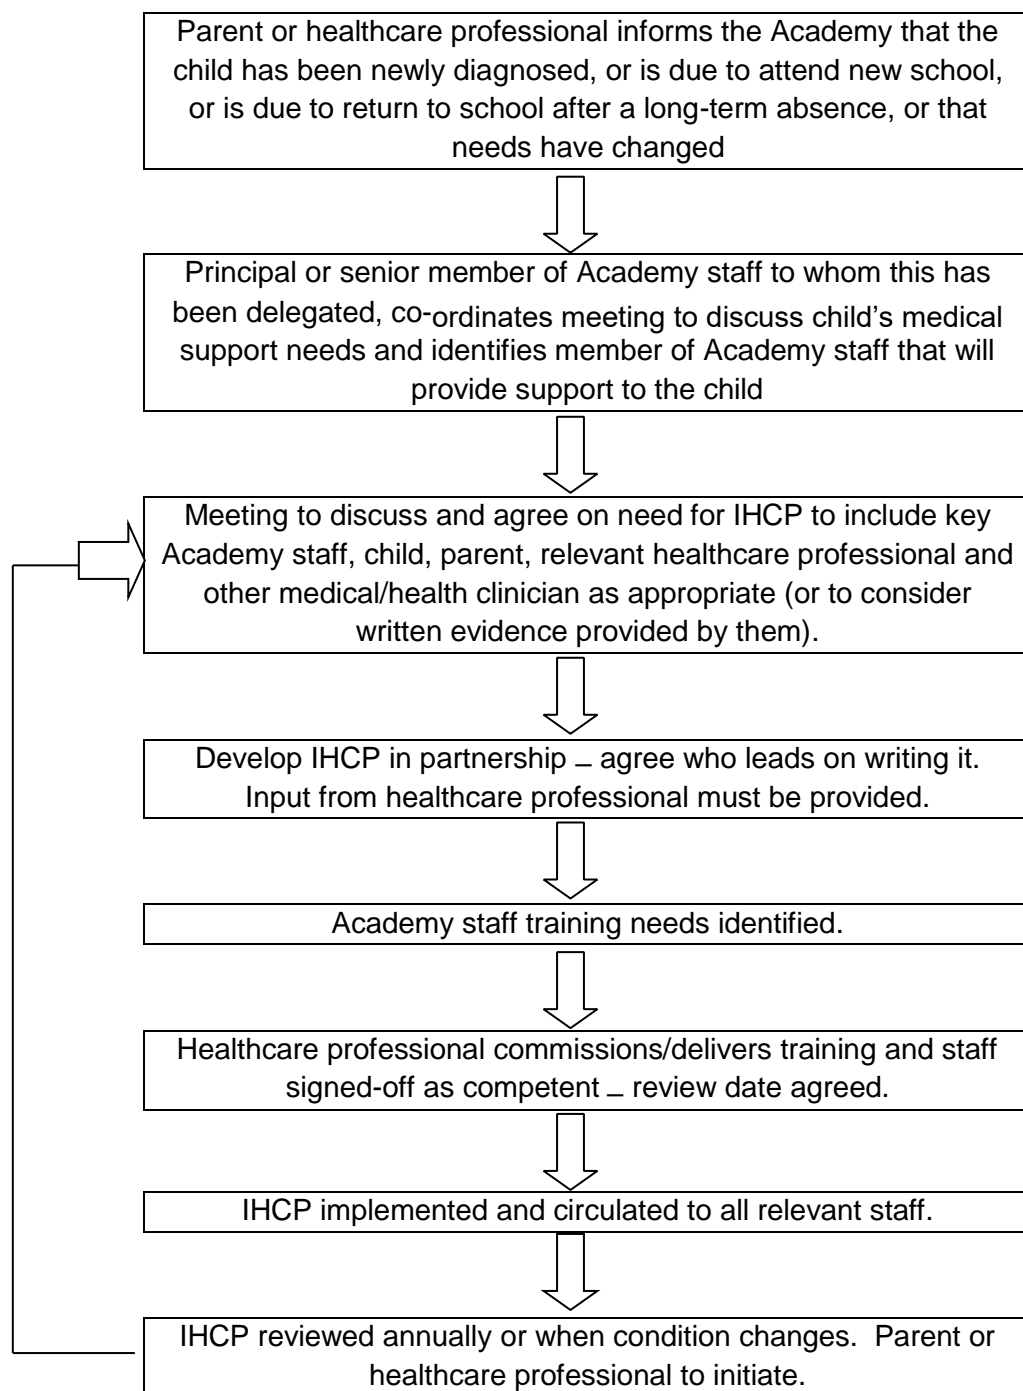 Parent or healthcare professional informs the Academy that the
child has been newly diagnosed, or is due to attend new school,
or is due to return to school after a long-term absence, or that
needs have changed
Principal or senior member of Academy staff to whom this has
been delegated, co-ordinates meeting to discuss child’s medical
support needs and identifies member of Academy staff that will
provide support to the child
Meeting to discuss and agree on need for IHCP to include key
Academy staff, child, parent, relevant healthcare professional and
other medical/health clinician as appropriate (or to consider
written evidence provided by them).
Develop IHCP in partnership – agree who leads on writing it.
Input from healthcare professional must be provided.
Academy staff training needs identified.
Healthcare professional commissions/delivers training and staff
signed-off as competent – review date agreed.
IHCP implemented and circulated to all relevant staff.
IHCP reviewed annually or when condition changes.  Parent or
healthcare professional to initiate.